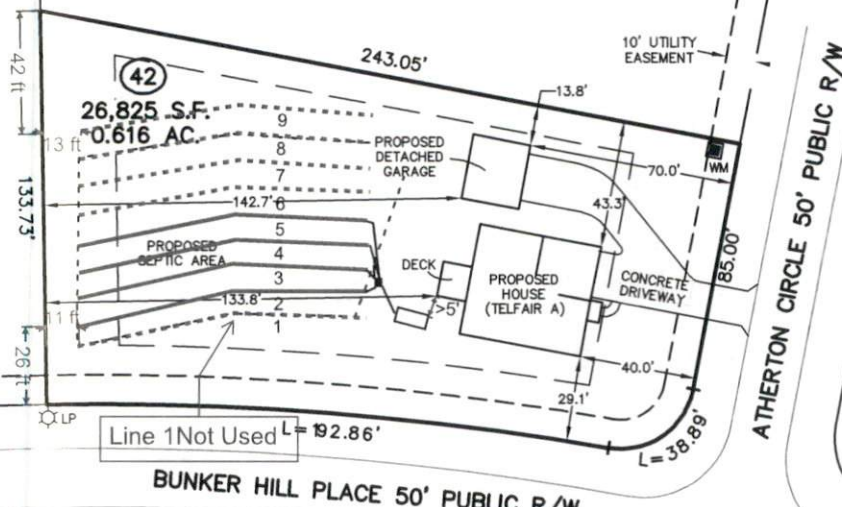 243.05'
10' UTILITY
EASEMENT
42 ft
42
26,825 S.F.
0.616 AC.
13.8'
9
8
7
6
5
4
3
2
1
13 ft
PROPOSED
DETACHED
GARAGE
WM
70.0'
142.7'
43.3'
133.73'
PROPOSED
SEPTIC AREA
DECK
PROPOSED
HOUSE
(TELFAIR A)
CONCRETE
DRIVEWAY
85.00'
133.8'
>5'
11 ft
26 ft
40.0'
29.1'
LP
Line 1Not Used
L=192.86'
L=38.89'
BUNKER HILL PLACE 50' PUBLIC R/W
ATHERTON CIRCLE 50' PUBLIC R/W